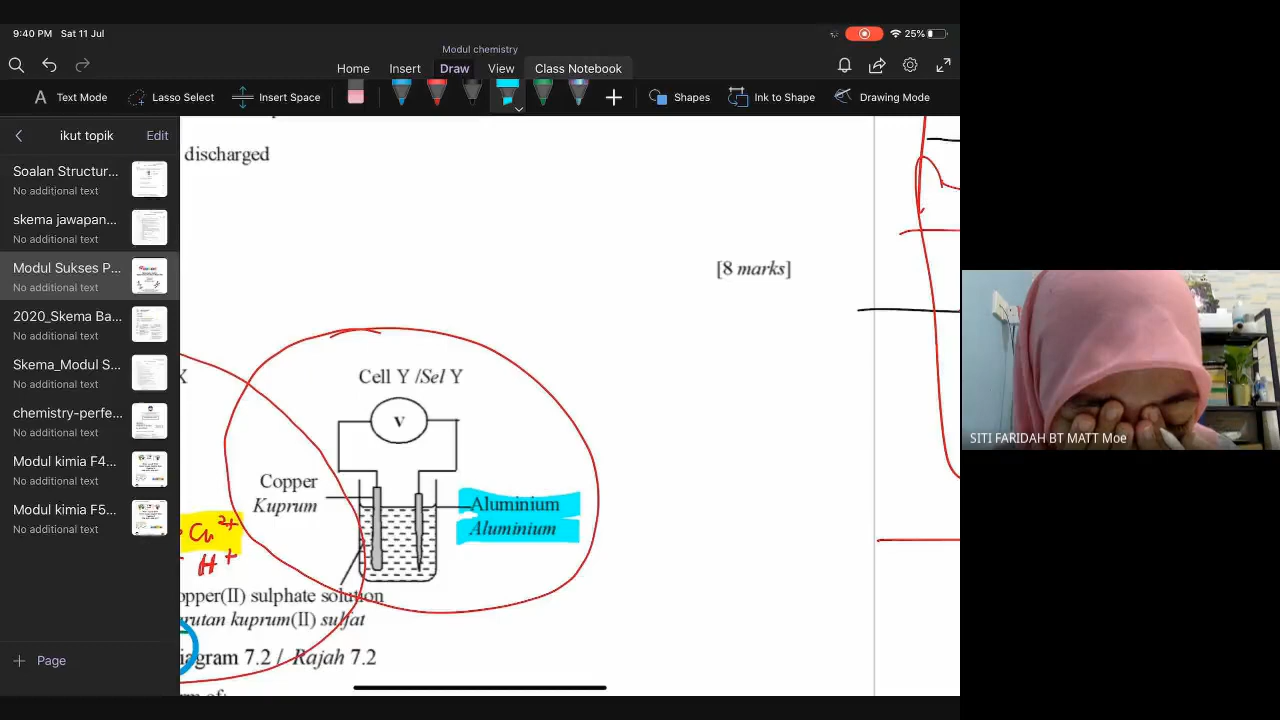 9:40 PM Sat 11 Jul
25%
Modul chemistry
Home Insert Draw View Class Notebook
Text Mode Lasso Select Insert Space Shapes Ink to Shape Drawing Mode
ikut topik Edit
Soalan Structur...
No additional text
skema jawapan...
No additional text
Modul Sukses P...
No additional text
2020_Skema Ba...
No additional text
Skema_Modul S...
No additional text
chemistry-perfe...
No additional text
Modul kimia F4...
No additional text
Modul kimia F5...
No additional text
Page
discharged
[8 marks]
X
Cell Y /Sel Y
V
Copper
Kuprum
Aluminium
Aluminium
Cu2+
H+
opper(II) sulphate solution
rutan kuprum(II) sulfat
iagram 7.2 / Rajah 7.2
SITI FARIDAH BT MATT Moe